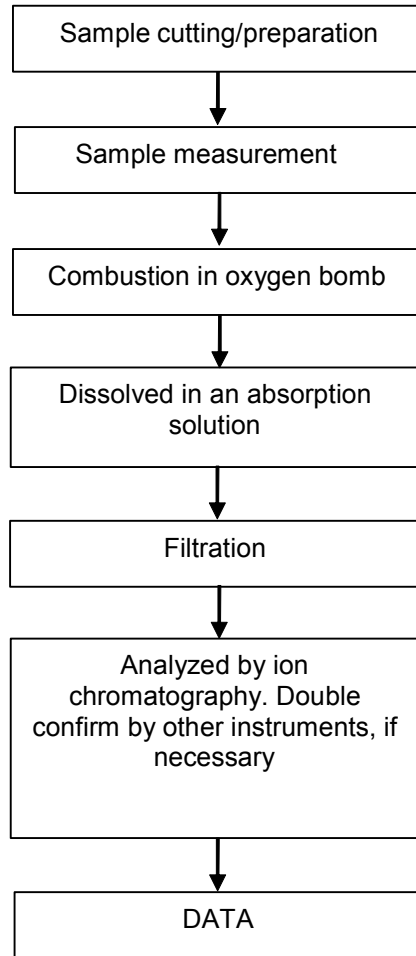 Sample cutting/preparation
Sample measurement
Combustion in oxygen bomb
Dissolved in an absorption
solution
Filtration
Analyzed by ion
chromatography. Double
confirm by other instruments, if
necessary
DATA